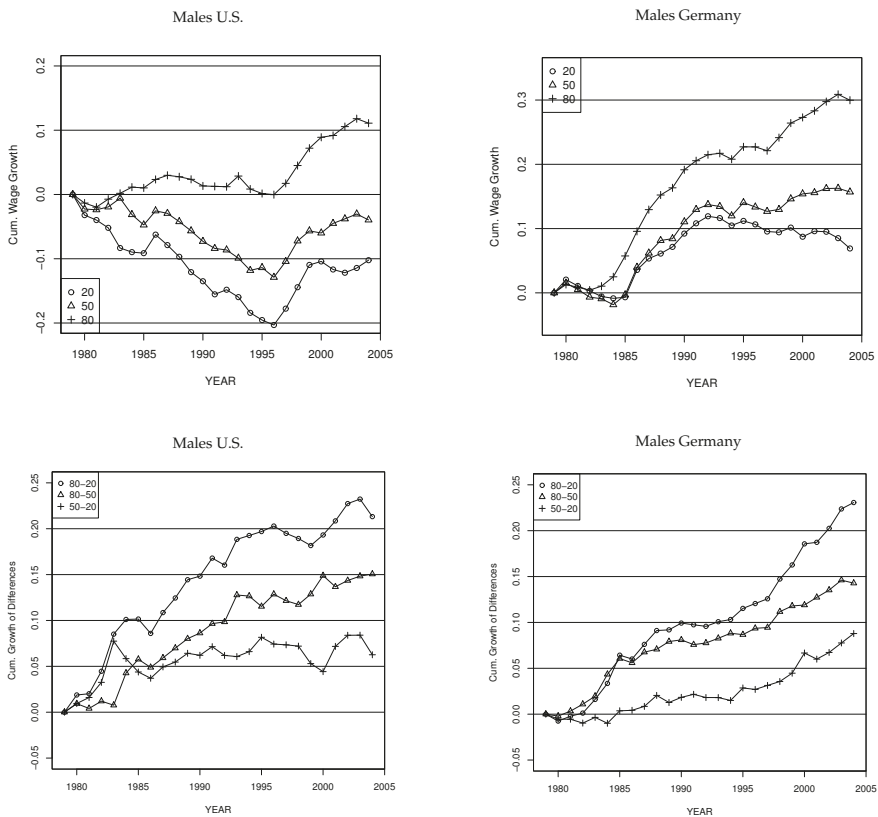 Males U.S.
0.2
0.1
0.0
−0.1
−0.2
Cum. Wage Growth
20
50
80
1980 1985 1990 1995 2000 2005
YEAR
Males Germany
0.3
0.2
0.1
0.0
Cum. Wage Growth
20
50
80
1980 1985 1990 1995 2000 2005
YEAR
Males U.S.
0.25
0.20
0.15
0.10
0.05
0.00
−0.05
Cum. Growth of Differences
80−20
80−50
50−20
1980 1985 1990 1995 2000 2005
YEAR
Males Germany
0.25
0.20
0.15
0.10
0.05
0.00
−0.05
Cum. Growth of Differences
80−20
80−50
50−20
1980 1985 1990 1995 2000 2005
YEAR